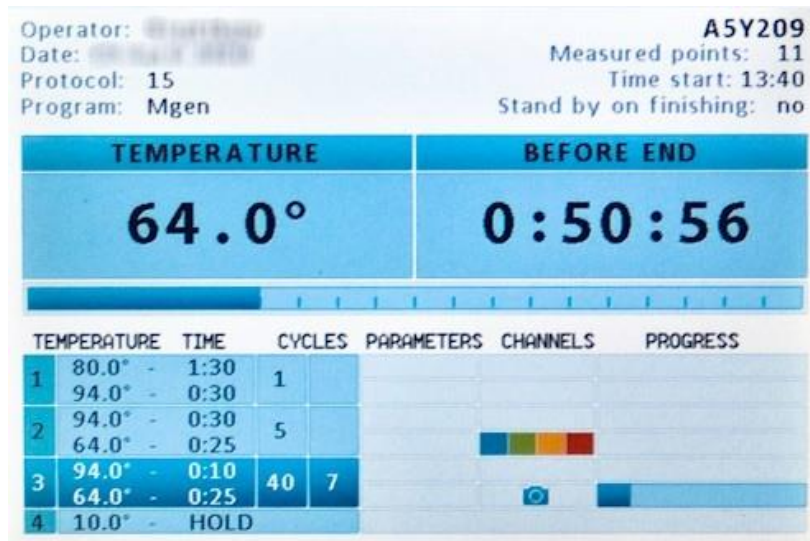 Operator:
A5Y209
Date:
Measured points: 11
Protocol: 15
Time start: 13:40
Program: Mgen
Stand by on finishing: no
TEMPERATURE BEFORE END
64.0° 0:50:56
TEMPERATURE TIME CYCLES PARAMETERS CHANNELS PROGRESS
1 80.0° - 1:30 1
94.0° - 0:30
2 94.0° - 0:30 5
64.0° - 0:25
3 94.0° - 0:10 40 7
64.0° - 0:25
4 10.0° - HOLD